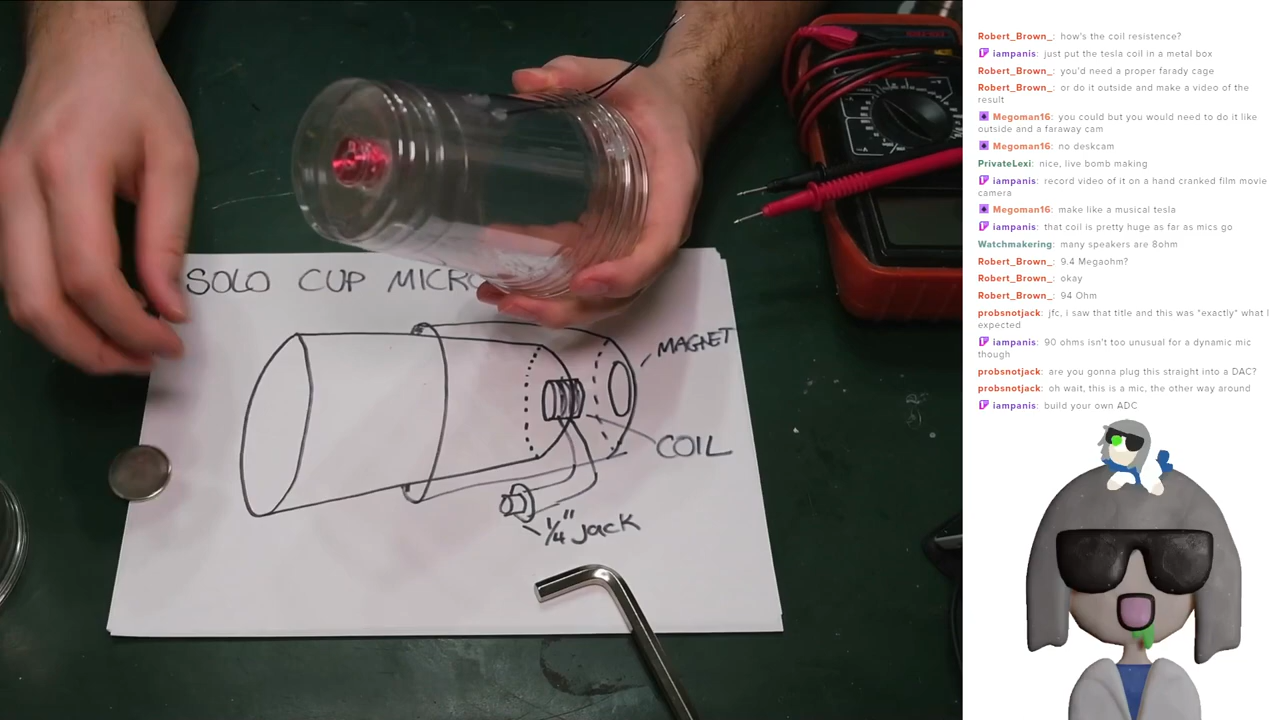 SOLO CUP MICRO
MAGNET
COIL
1/4" Jack
Robert_Brown_: how's the coil resistence?
iampanis: just put the tesla coil in a metal box
Robert_Brown_: you'd need a proper farady cage
Robert_Brown_: or do it outside and make a video of the
result
Megoman16: you could but you would need to do it like
outside and a faraway cam
Megoman16: no deskcam
PrivateLexi: nice, live bomb making
iampanis: record video of it on a hand cranked film movie
camera
Megoman16: make like a musical tesla
iampanis: that coil is pretty huge as far as mics go
Watchmakering: many speakers are 8ohm
Robert_Brown_: 9.4 Megaohm?
Robert_Brown_: okay
Robert_Brown_: 94 Ohm
probsnotjack: jfc, i saw that title and this was *exactly* what I
expected
iampanis: 90 ohms isn't too unusual for a dynamic mic
though
probsnotjack: are you gonna plug this straight into a DAC?
probsnotjack: oh wait, this is a mic, the other way around
iampanis: build your own ADC